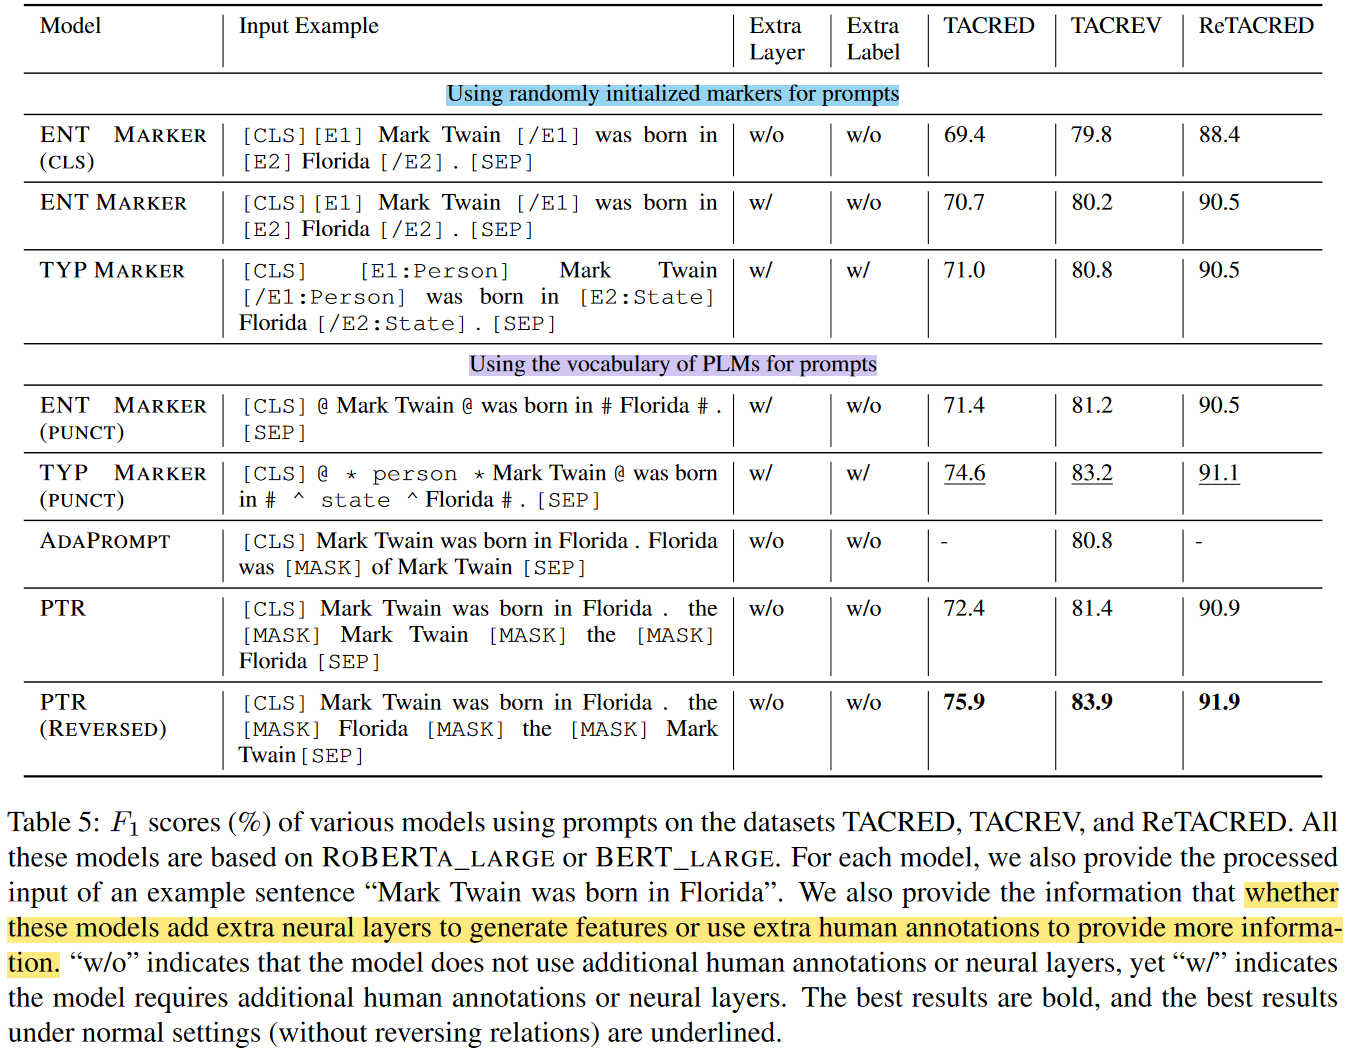 Model Input Example Extra Extra TACRED TACREV ReTACRED
Layer Label
Using randomly initialized markers for prompts
ENT MARKER [CLS][E1] Mark Twain [/E1] was born in w/o w/o 69.4 79.8 88.4
(CLS) [E2] Florida [/E2] . [SEP]
ENT MARKER [CLS][E1] Mark Twain [/E1] was born in w/ w/o 70.7 80.2 90.5
[E2] Florida [/E2] . [SEP]
TYP MARKER [CLS] [E1:Person] Mark Twain w/ w/ 71.0 80.8 90.5
[/E1:Person] was born in [E2:State]
Florida [/E2:State] . [SEP]
Using the vocabulary of PLMs for prompts
ENT MARKER [CLS] @ Mark Twain @ was born in # Florida # . w/ w/o 71.4 81.2 90.5
(PUNCT) [SEP]
TYP MARKER [CLS] @ * person * Mark Twain @ was born w/ w/ 74.6 83.2 91.1
(PUNCT) in # ^ state ^ Florida # . [SEP]
ADAPROMPT [CLS] Mark Twain was born in Florida . Florida w/o w/o - 80.8 -
was [MASK] of Mark Twain [SEP]
PTR [CLS] Mark Twain was born in Florida . the w/o w/o 72.4 81.4 90.9
[MASK] Mark Twain [MASK] the [MASK]
Florida [SEP]
PTR [CLS] Mark Twain was born in Florida . the w/o w/o 75.9 83.9 91.9
(REVERSED) [MASK] Florida [MASK] the [MASK] Mark
Twain[SEP]
Table 5: F1 scores (%) of various models using prompts on the datasets TACRED, TACREV, and ReTACRED. All
these models are based on ROBERTA_LARGE or BERT_LARGE. For each model, we also provide the processed
input of an example sentence “Mark Twain was born in Florida”. We also provide the information that whether
these models add extra neural layers to generate features or use extra human annotations to provide more informa-
tion. “w/o” indicates that the model does not use additional human annotations or neural layers, yet “w/” indicates
the model requires additional human annotations or neural layers. The best results are bold, and the best results
under normal settings (without reversing relations) are underlined.